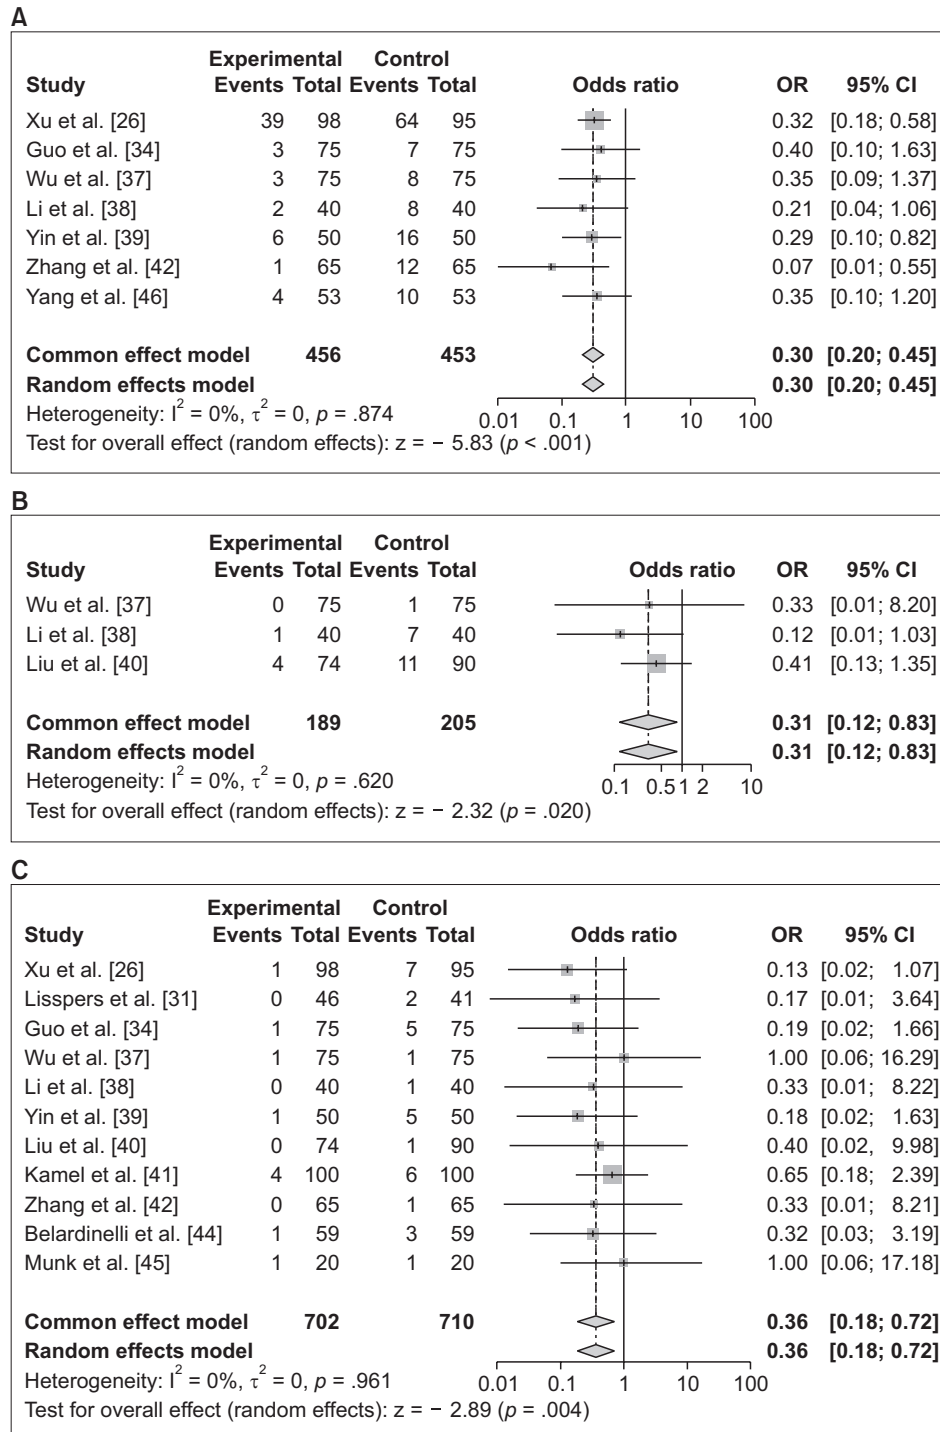 A
Experimental Control
Study Events Total Events Total Odds ratio OR 95% CI
Xu et al. [26] 39 98 64 95 0.32 [0.18; 0.58]
Guo et al. [34] 3 75 7 75 0.40 [0.10; 1.63]
Wu et al. [37] 3 75 8 75 0.35 [0.09; 1.37]
Li et al. [38] 2 40 8 40 0.21 [0.04; 1.06]
Yin et al. [39] 6 50 16 50 0.29 [0.10; 0.82]
Zhang et al. [42] 1 65 12 65 0.07 [0.01; 0.55]
Yang et al. [46] 4 53 10 53 0.35 [0.10; 1.20]
Common effect model 456 453 0.30 [0.20; 0.45]
Random effects model 0.30 [0.20; 0.45]
Heterogeneity: I² = 0%, τ² = 0, p = .874
0.01 0.1 1 10 100
Test for overall effect (random effects): z = − 5.83 (p < .001)
B
Experimental Control
Study Events Total Events Total Odds ratio OR 95% CI
Wu et al. [37] 0 75 1 75 0.33 [0.01; 8.20]
Li et al. [38] 1 40 7 40 0.12 [0.01; 1.03]
Liu et al. [40] 4 74 11 90 0.41 [0.13; 1.35]
Common effect model 189 205 0.31 [0.12; 0.83]
Random effects model 0.31 [0.12; 0.83]
Heterogeneity: I² = 0%, τ² = 0, p = .620
0.1 0.5 1 2 10
Test for overall effect (random effects): z = − 2.32 (p = .020)
C
Experimental Control
Study Events Total Events Total Odds ratio OR 95% CI
Xu et al. [26] 1 98 7 95 0.13 [0.02; 1.07]
Lisspers et al. [31] 0 46 2 41 0.17 [0.01; 3.64]
Guo et al. [34] 1 75 5 75 0.19 [0.02; 1.66]
Wu et al. [37] 1 75 1 75 1.00 [0.06; 16.29]
Li et al. [38] 0 40 1 40 0.33 [0.01; 8.22]
Yin et al. [39] 1 50 5 50 0.18 [0.02; 1.63]
Liu et al. [40] 0 74 1 90 0.40 [0.02, 9.98]
Kamel et al. [41] 4 100 6 100 0.65 [0.18; 2.39]
Zhang et al. [42] 0 65 1 65 0.33 [0.01; 8.21]
Belardinelli et al. [44] 1 59 3 59 0.32 [0.03; 3.19]
Munk et al. [45] 1 20 1 20 1.00 [0.06; 17.18]
Common effect model 702 710 0.36 [0.18; 0.72]
Random effects model 0.36 [0.18; 0.72]
Heterogeneity: I² = 0%, τ² = 0, p = .961
0.01 0.1 1 10 100
Test for overall effect (random effects): z = − 2.89 (p = .004)